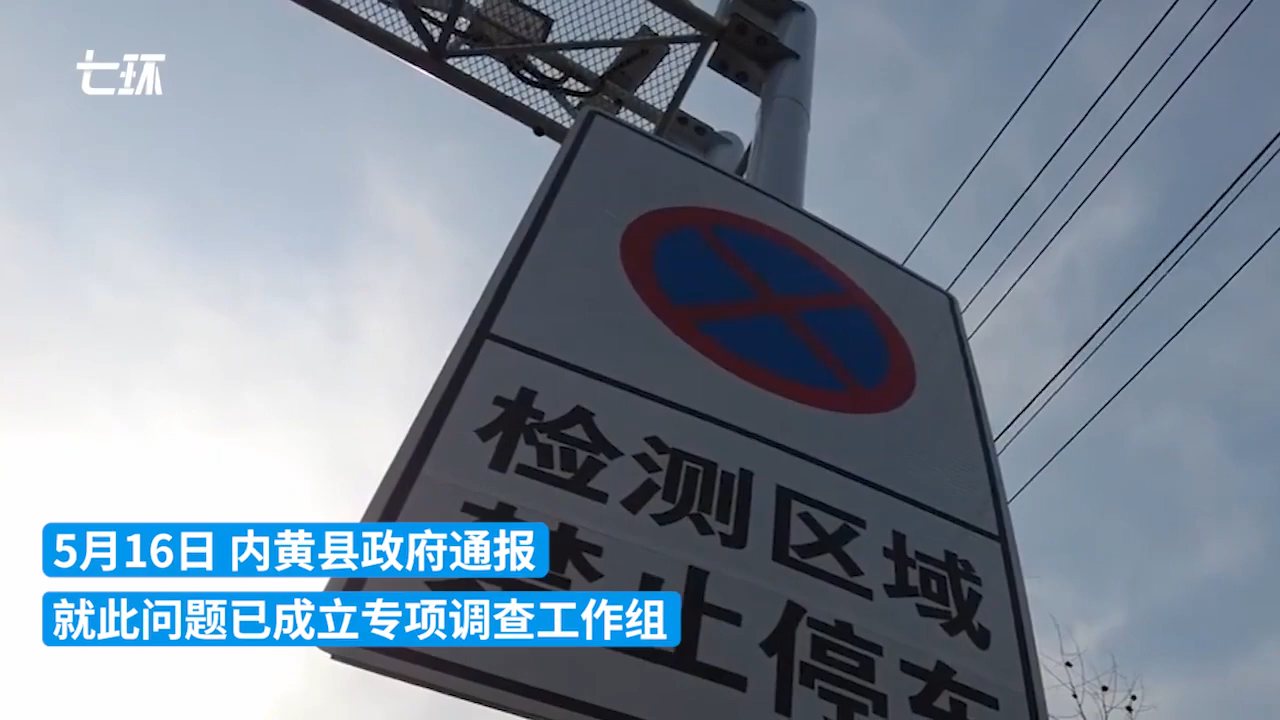 七环
检测区域
禁止停车
5月16日 内黄县政府通报
就此问题已成立专项调查工作组